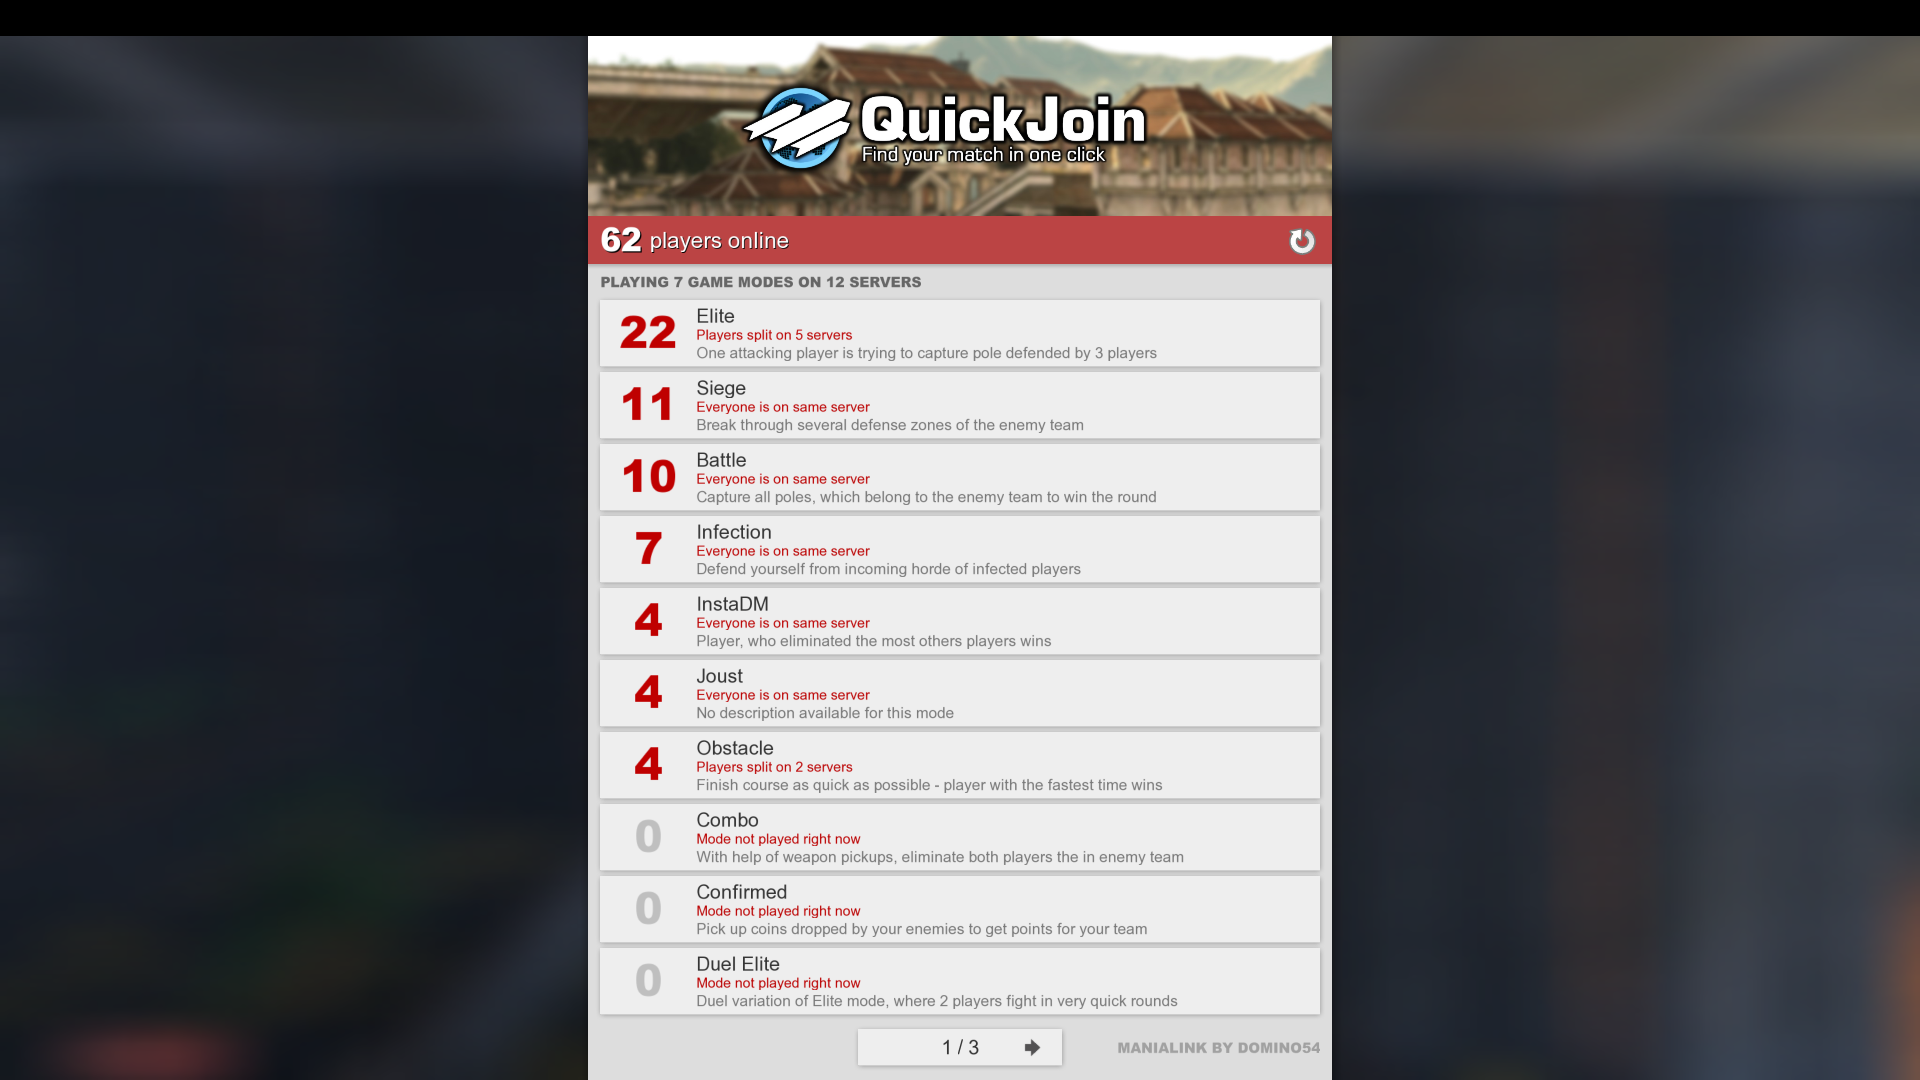 QuickJoin
Find your match in one click
62 players online
PLAYING 7 GAME MODES ON 12 SERVERS
22
Elite
Players split on 5 servers
One attacking player is trying to capture pole defended by 3 players
11
Siege
Everyone is on same server
Break through several defense zones of the enemy team
10
Battle
Everyone is on same server
Capture all poles, which belong to the enemy team to win the round
7
Infection
Everyone is on same server
Defend yourself from incoming horde of infected players
4
InstaDM
Everyone is on same server
Player, who eliminated the most others players wins
4
Joust
Everyone is on same server
No description available for this mode
4
Obstacle
Players split on 2 servers
Finish course as quick as possible - player with the fastest time wins
0
Combo
Mode not played right now
With help of weapon pickups, eliminate both players the in enemy team
0
Confirmed
Mode not played right now
Pick up coins dropped by your enemies to get points for your team
0
Duel Elite
Mode not played right now
Duel variation of Elite mode, where 2 players fight in very quick rounds
1 / 3
MANIALINK BY DOMINO54